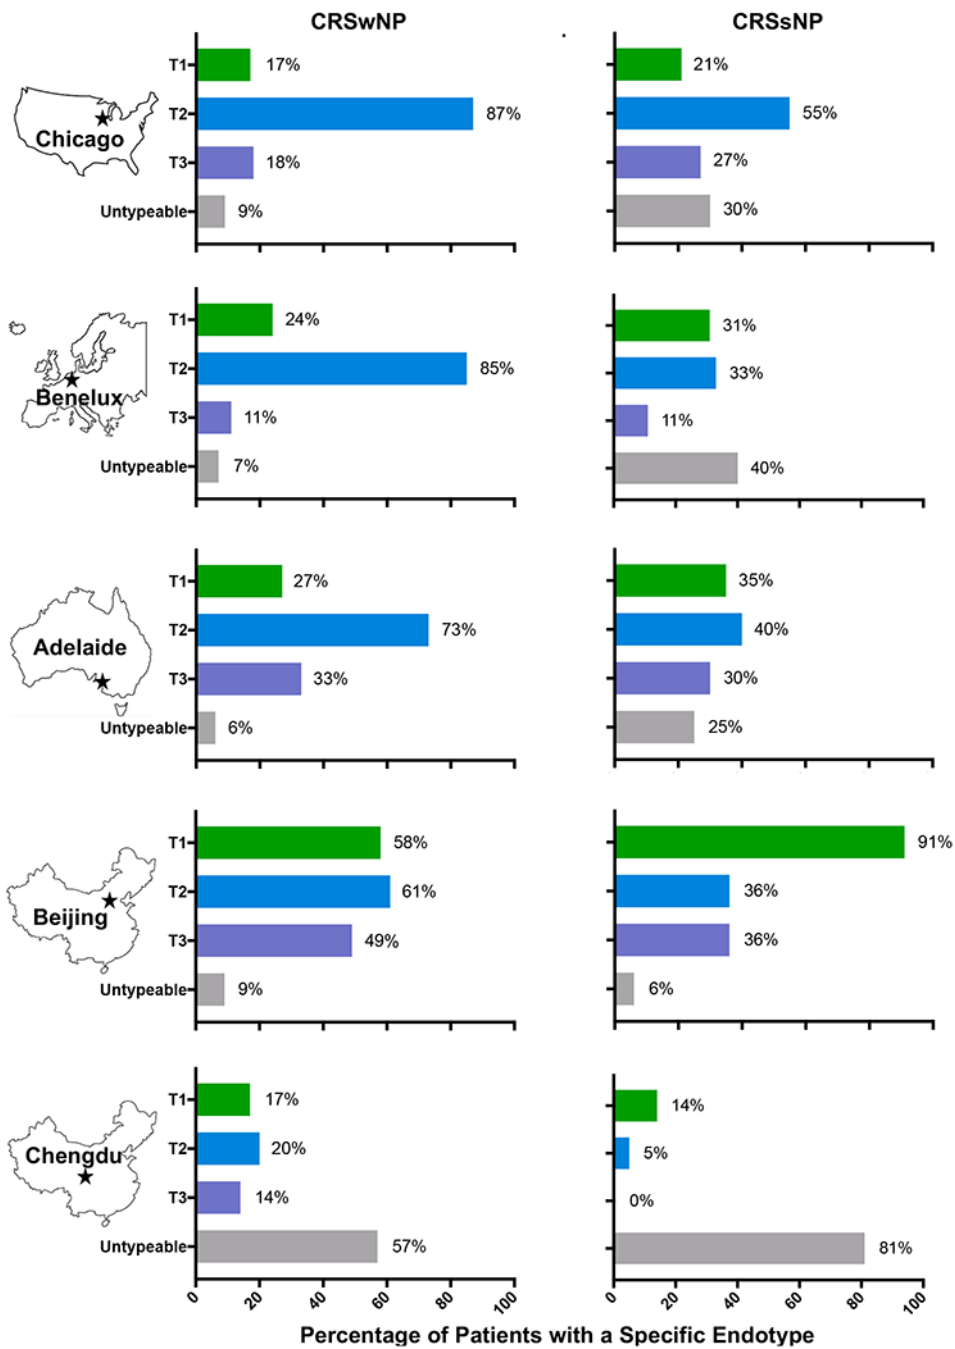 CRSwNP
CRSsNP
Chicago
T1 17%
T2 87%
T3 18%
Untypeable 9%
21%
55%
27%
30%
Benelux
T1 24%
T2 85%
T3 11%
Untypeable 7%
31%
33%
11%
40%
Adelaide
T1 27%
T2 73%
T3 33%
Untypeable 6%
35%
40%
30%
25%
Beijing
T1 58%
T2 61%
T3 49%
Untypeable 9%
91%
36%
36%
6%
Chengdu
T1 17%
T2 20%
T3 14%
Untypeable 57%
14%
5%
0%
81%
0 20 40 60 80 100
0 20 40 60 80 100
Percentage of Patients with a Specific Endotype